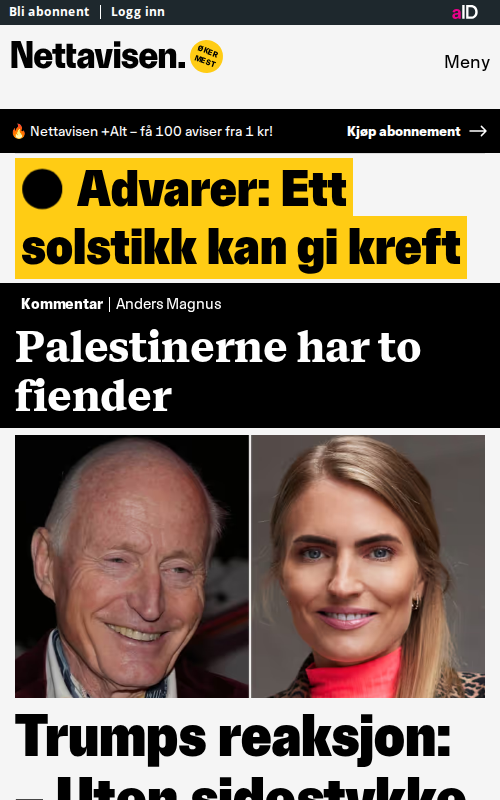 Bli abonnent | Logg inn
aID
Nettavisen.
ØKER
MEST
Meny
Nettavisen +Alt – få 100 aviser fra 1 kr!
Kjøp abonnement
Advarer: Ett
solstikk kan gi kreft
Kommentar | Anders Magnus
Palestinerne har to
fiender
Trumps reaksjon:
– Uten sidestykke